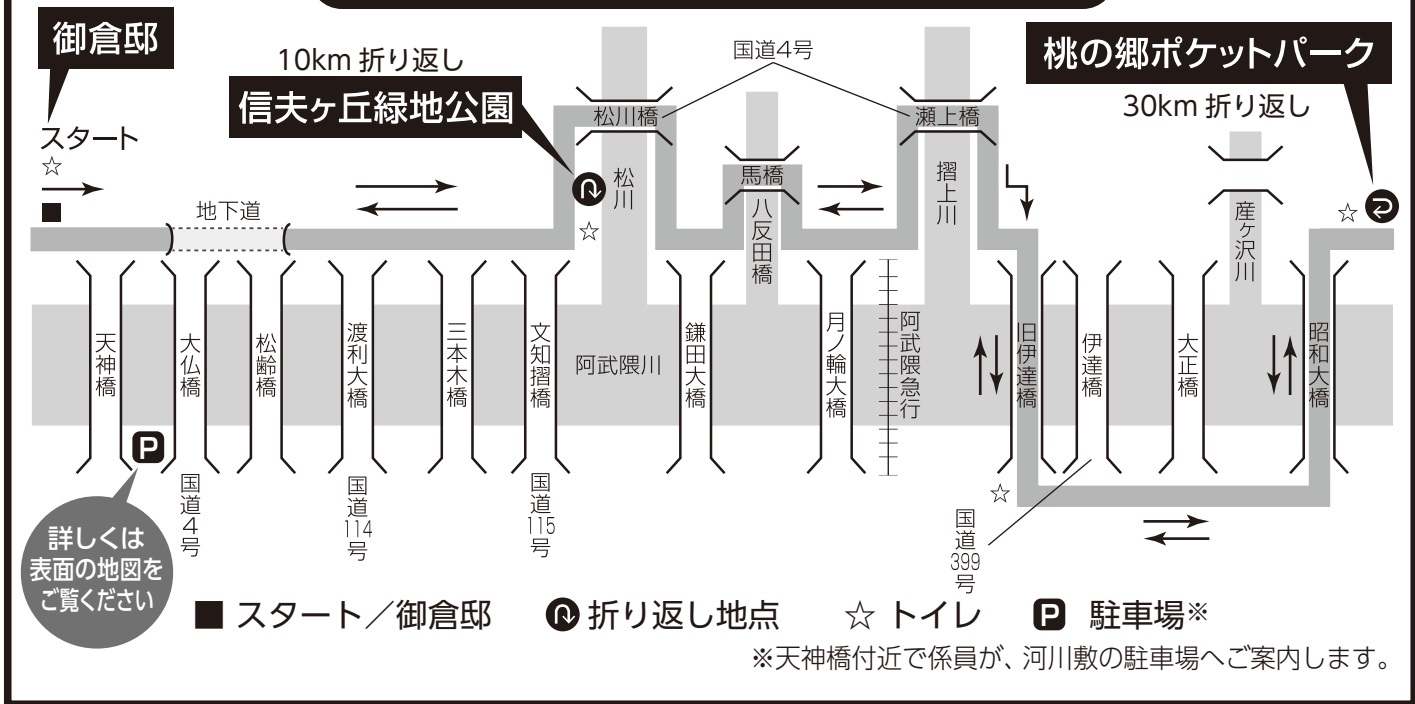 御倉邸
スタート
☆
10km 折り返し
信夫ヶ丘緑地公園
国道4号
桃の郷ポケットパーク
30km 折り返し
松川橋
瀬上橋
馬橋
松川
☆
八反田橋
摺上川
産ヶ沢川
☆
地下道
天神橋
大仏橋
松齢橋
渡利大橋
三本木橋
文知摺橋
阿武隈川
鎌田大橋
月ノ輪大橋
阿武隈急行
旧伊達橋
伊達橋
大正橋
昭和大橋
P
国道4号
国道114号
国道115号
☆
国道399号
詳しくは
表面の地図を
ご覧ください
■ スタート／御倉邸 折り返し地点 ☆ トイレ P 駐車場※
※天神橋付近で係員が、河川敷の駐車場へご案内します。